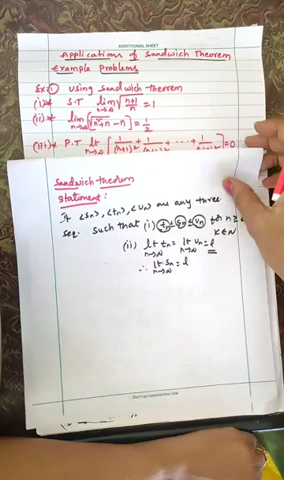 ADDITIONAL SHEET
Applications of Sandwich Theorem
Example Problems
Ex: ① Using Sandwich theorem
(i)* S.T lim n→∞ √(n+1/n) = 1
(ii)* lim n→∞ [√(n²+n) - n] = 1/2
(iii)* P.T lt n→∞ [1/(n+1)² + 1/(n+2)² + ... + 1/(n+n)²] = 0
Sandwich theorem
Statement:
If <Sn>, <tn>, <Un> are any three
seq. such that (i) tn ≤ Sn ≤ Un for n ≥ K
K ∈ N
(ii) lt n→∞ tn = lt n→∞ Un = l
∴ lt n→∞ Sn = l